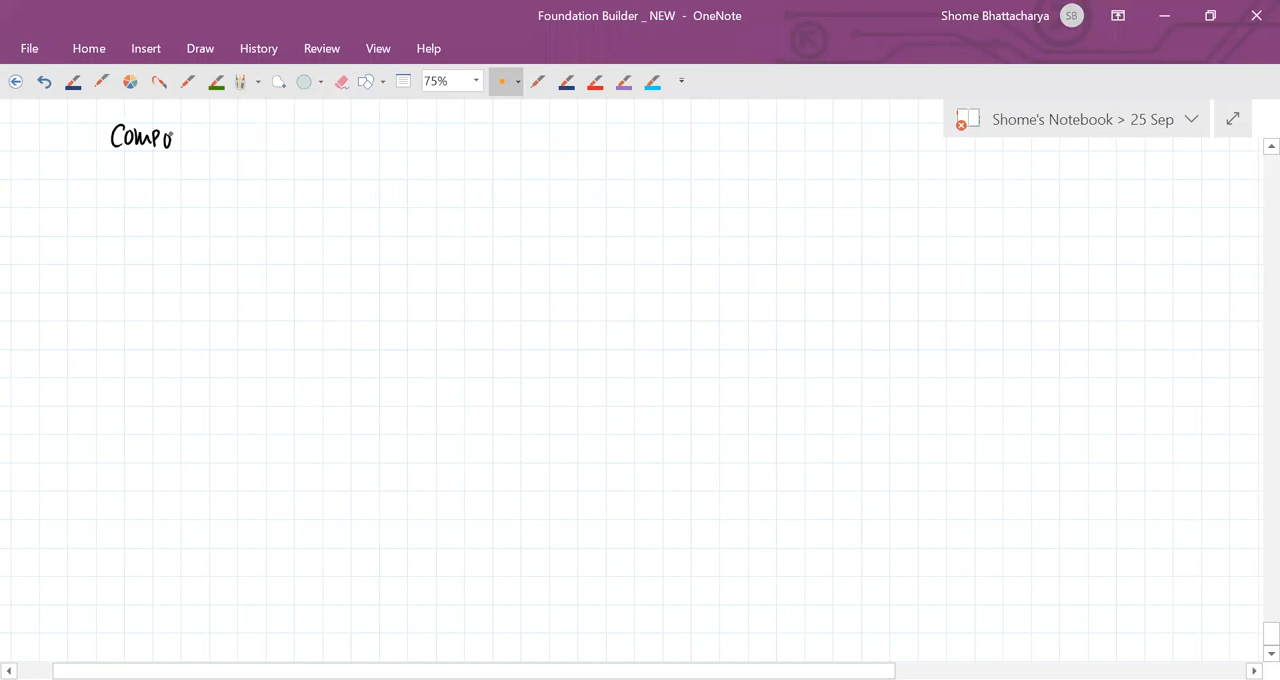 Foundation Builder _ NEW - OneNote
Shome Bhattacharya SB
File Home Insert Draw History Review View Help
75%
Compo
Shome's Notebook > 25 Sep